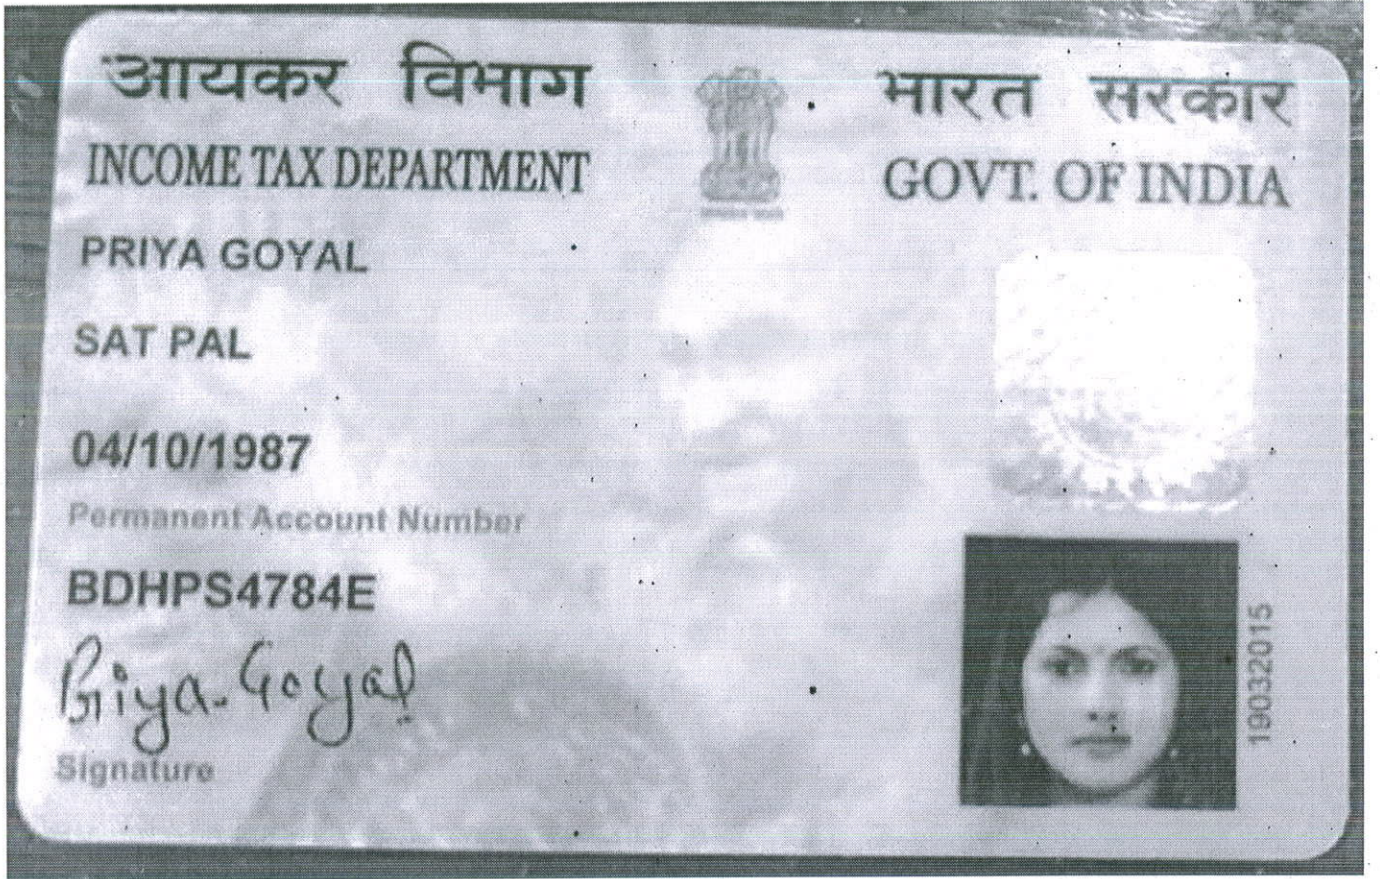 आयकर विभाग
INCOME TAX DEPARTMENT
भारत सरकार
GOVT. OF INDIA
PRIYA GOYAL
SAT PAL
04/10/1987
Permanent Account Number
BDHPS4784E
Priya Goyal
Signature
19032015